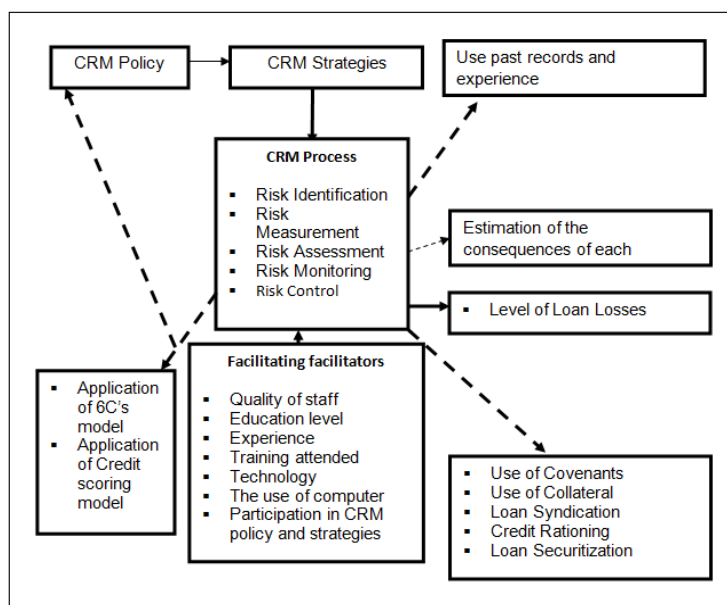 CRM Policy
CRM Strategies
Use past records and
experience
CRM Process
▪ Risk Identification
▪ Risk
Measurement
▪ Risk Assessment
▪ Risk Monitoring
▪ Risk Control
Estimation of the
consequences of each
▪ Level of Loan Losses
Facilitating facilitators
▪ Quality of staff
▪ Education level
▪ Experience
▪ Training attended
▪ Technology
▪ The use of computer
▪ Participation in CRM
policy and strategies
▪ Application
of 6C's
model
▪ Application
of Credit
scoring
model
▪ Use of Covenants
▪ Use of Collateral
▪ Loan Syndication
▪ Credit Rationing
▪ Loan Securitization